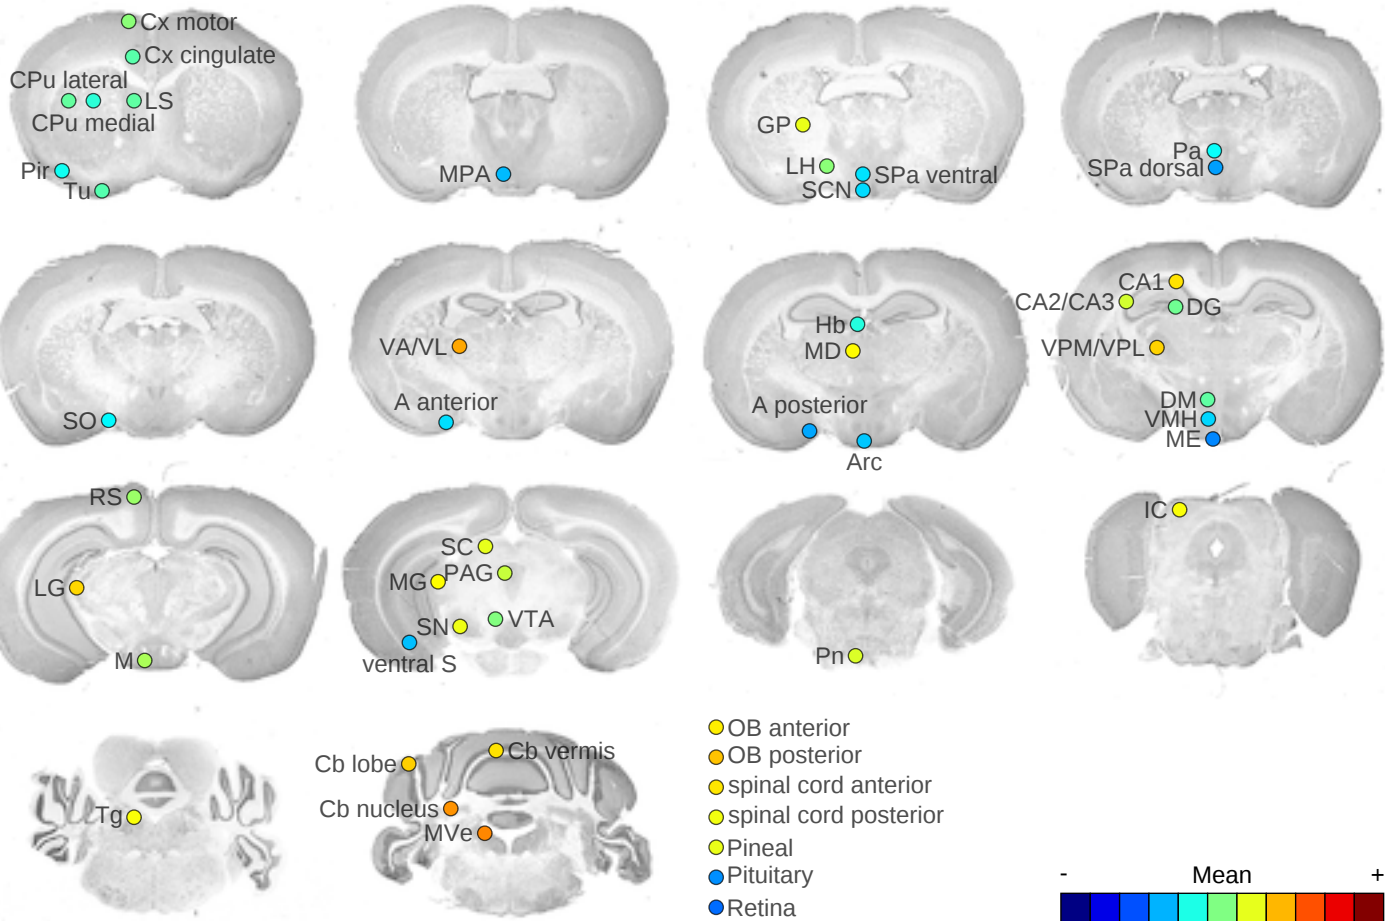 Cx motor
Cx cingulate
CPu lateral
LS
CPu medial
Pir
Tu
MPA
GP
LH
SPa ventral
SCN
Pa
SPa dorsal
SO
VA/VL
A anterior
Hb
MD
A posterior
Arc
CA1
CA2/CA3
DG
VPM/VPL
DM
VMH
ME
RS
LG
M
SC
MG
PAG
SN
VTA
ventral S
Pn
IC
Tg
Cb lobe
Cb vermis
Cb nucleus
MVe
OB anterior
OB posterior
spinal cord anterior
spinal cord posterior
Pineal
Pituitary
Retina
- Mean +